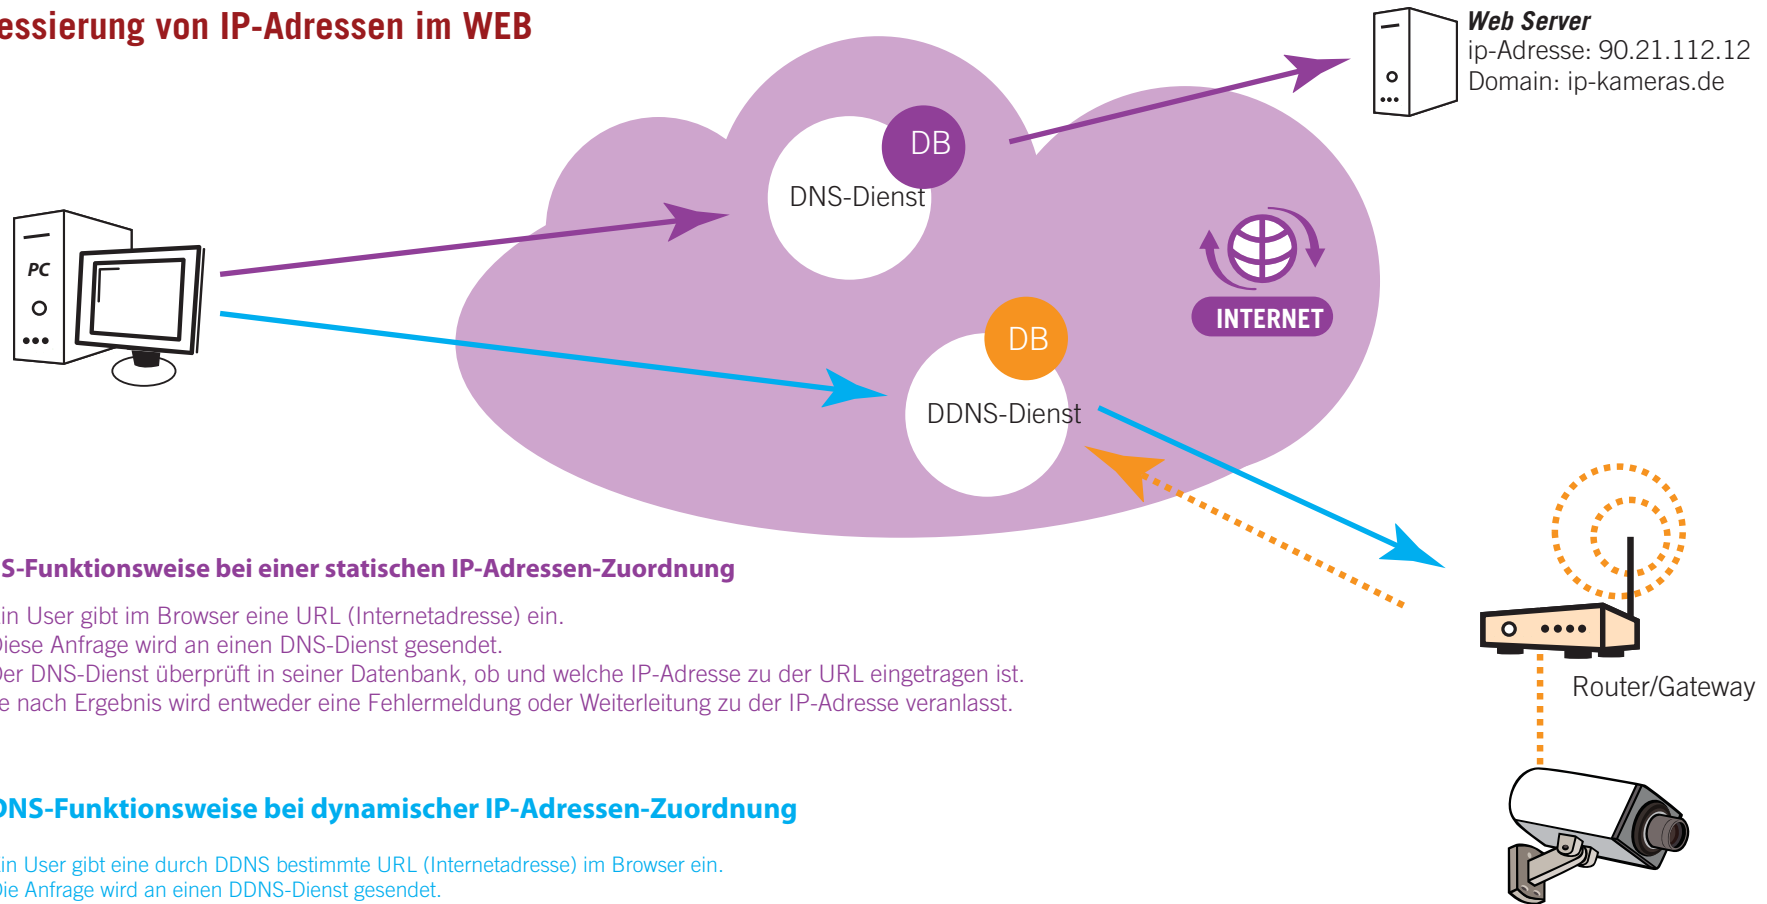 essierung von IP-Adressen im WEB
Web Server
ip-Adresse: 90.21.112.12
Domain: ip-kameras.de
DB
DNS-Dienst
PC
INTERNET
DB
DDNS-Dienst
S-Funktionsweise bei einer statischen IP-Adressen-Zuordnung
in User gibt im Browser eine URL (Internetadresse) ein.
Diese Anfrage wird an einen DNS-Dienst gesendet.
Der DNS-Dienst überprüft in seiner Datenbank, ob und welche IP-Adresse zu der URL eingetragen ist.
e nach Ergebnis wird entweder eine Fehlermeldung oder Weiterleitung zu der IP-Adresse veranlasst.
Router/Gateway
DNS-Funktionsweise bei dynamischer IP-Adressen-Zuordnung
in User gibt eine durch DDNS bestimmte URL (Internetadresse) im Browser ein.
Die Anfrage wird an einen DDNS-Dienst gesendet.